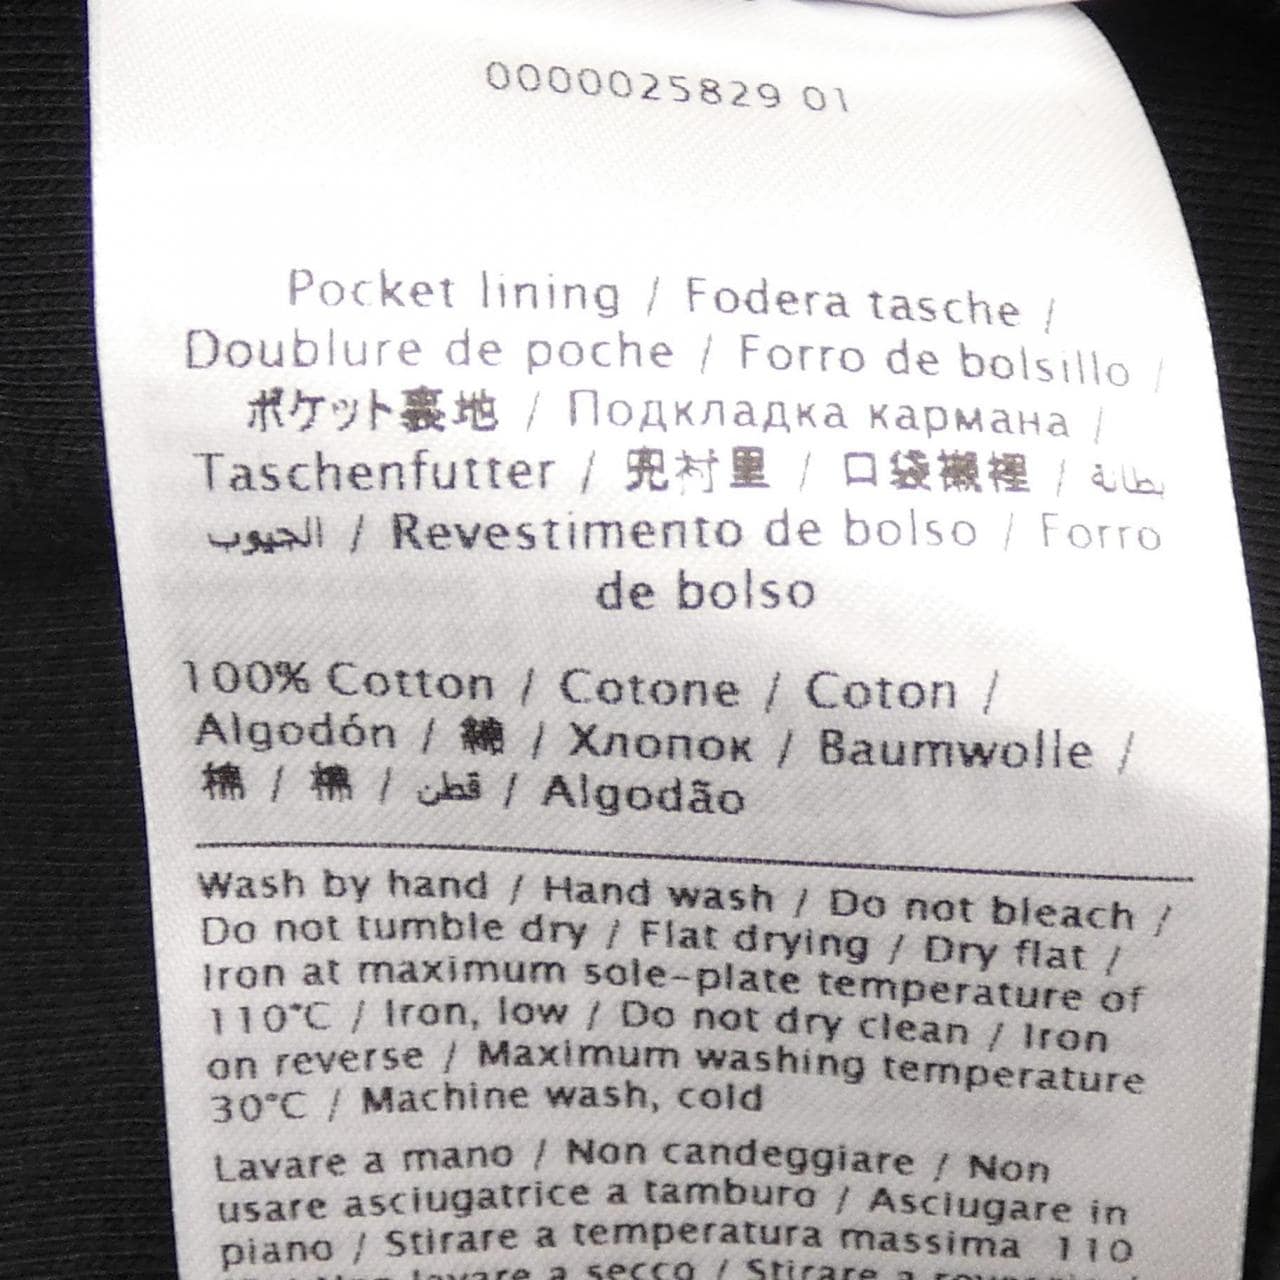 0000025829 01
Pocket lining / Fodera tasche /
Doublure de poche / Forro de bolsillo /
ポケット裏地 / Подкладка кармана /
Taschenfutter / 兜衬里 / 口袋襯裡 / بطانة
الجيوب / Revestimento de bolso / Forro
de bolso
100% Cotton / Cotone / Coton /
Algodón / 綿 / Хлопок / Baumwolle /
棉 / 棉 / قطن / Algodão
Wash by hand / Hand wash / Do not bleach /
Do not tumble dry / Flat drying / Dry flat /
Iron at maximum sole-plate temperature of
110°C / Iron, low / Do not dry clean / Iron
on reverse / Maximum washing temperature
30°C / Machine wash, cold
Lavare a mano / Non candeggiare / Non
usare asciugatrice a tamburo / Asciugare in
piano / Stirare a temperatura massima 110
lavare a secco / Stirare a